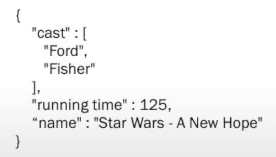 {
"cast" : [
"Ford",
"Fisher"
],
"running time" : 125,
“name" : "Star Wars - A New Hope"
}